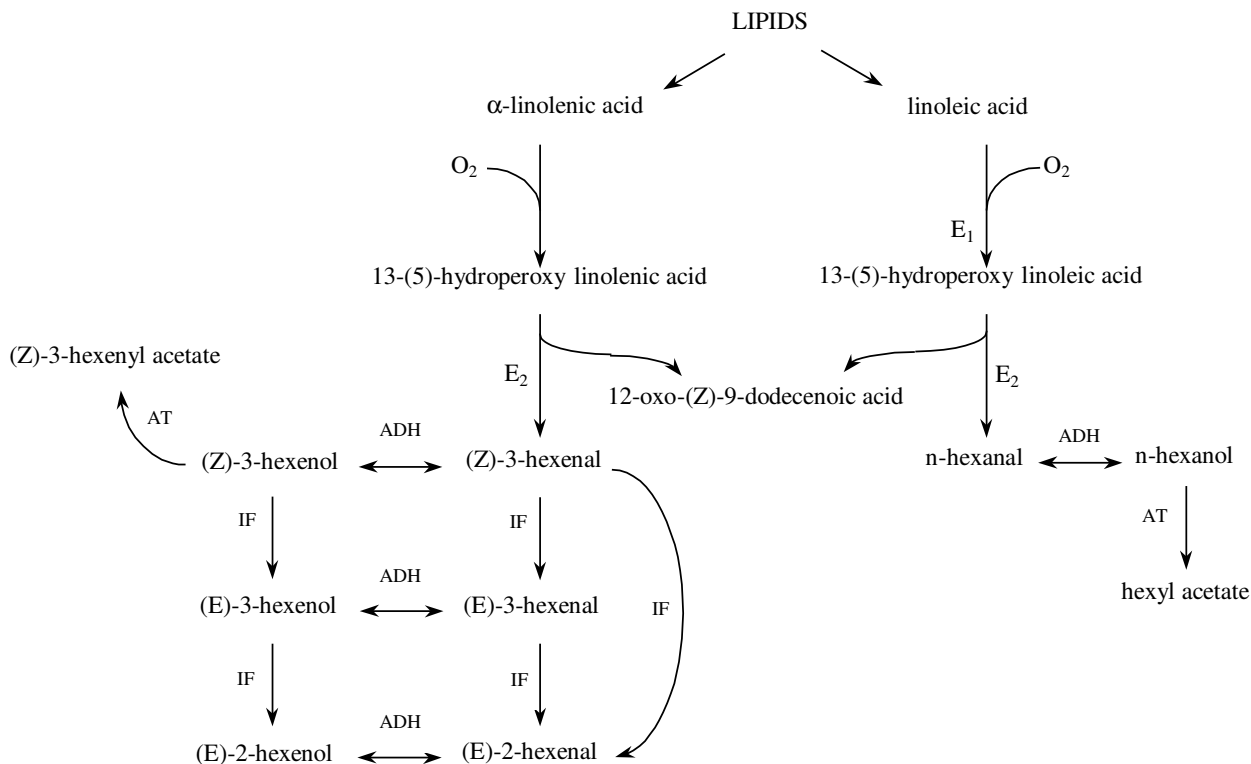 LIPIDS
α-linolenic acid
linoleic acid
O2
O2
E1
13-(5)-hydroperoxy linolenic acid
13-(5)-hydroperoxy linoleic acid
(Z)-3-hexenyl acetate
E2
E2
12-oxo-(Z)-9-dodecenoic acid
AT
ADH
ADH
(Z)-3-hexenol
(Z)-3-hexenal
n-hexanal
n-hexanol
IF
IF
AT
ADH
hexyl acetate
(E)-3-hexenol
(E)-3-hexenal
IF
IF
IF
ADH
(E)-2-hexenol
(E)-2-hexenal